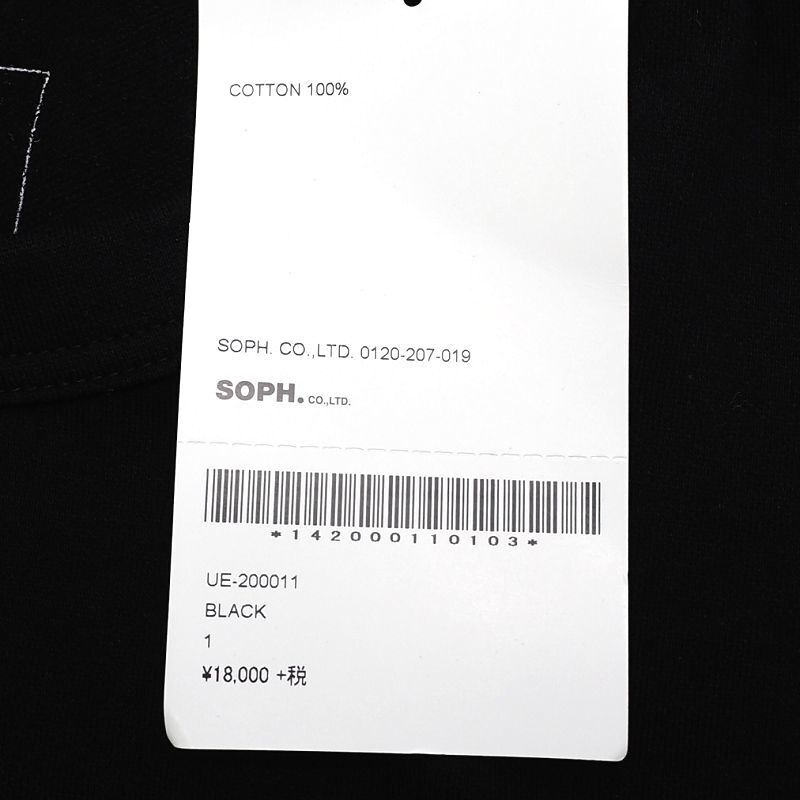 COTTON 100%
SOPH. CO.,LTD. 0120-207-019
SOPH. CO.,LTD.
*142000110103*
UE-200011
BLACK
1
¥18,000 +税